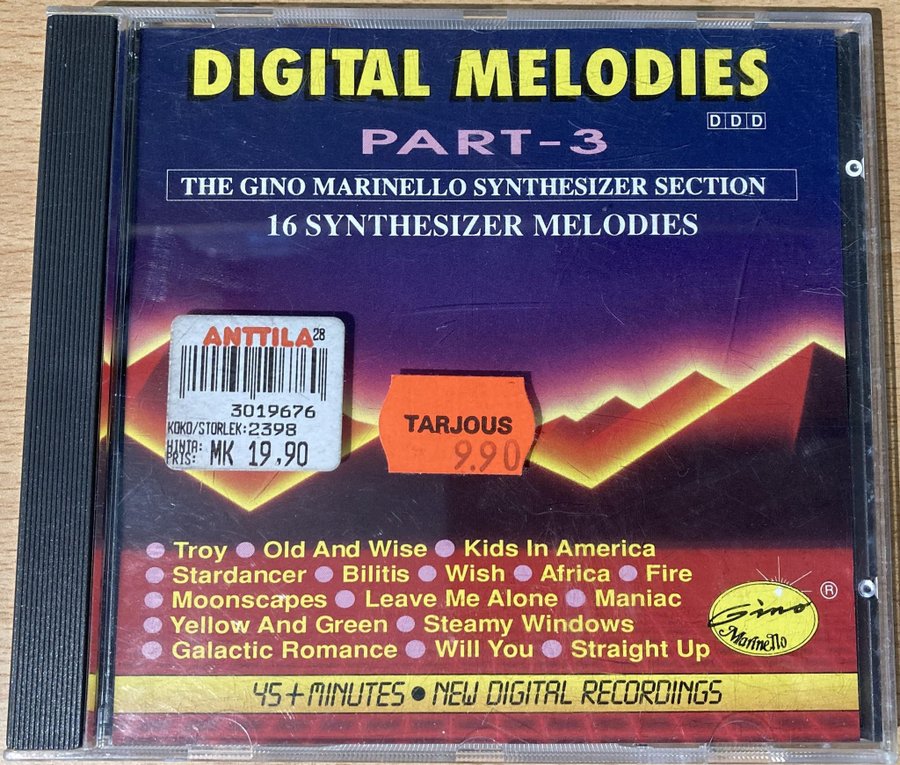 DIGITAL MELODIES
DDD
PART-3
THE GINO MARINELLO SYNTHESIZER SECTION
16 SYNTHESIZER MELODIES
ANTTILA 28
3019676
KOKO/STORLEK:2398
HINTA:
PRIS: MK 19,90
TARJOUS
9.90
Troy ● Old And Wise ● Kids In America
● Stardancer ● Bilitis ● Wish ● Africa ● Fire
● Moonscapes ● Leave Me Alone ● Maniac
● Yellow And Green ● Steamy Windows
● Galactic Romance ● Will You ● Straight Up
Gino ®
Marinello
45+ MINUTES ● NEW DIGITAL RECORDINGS